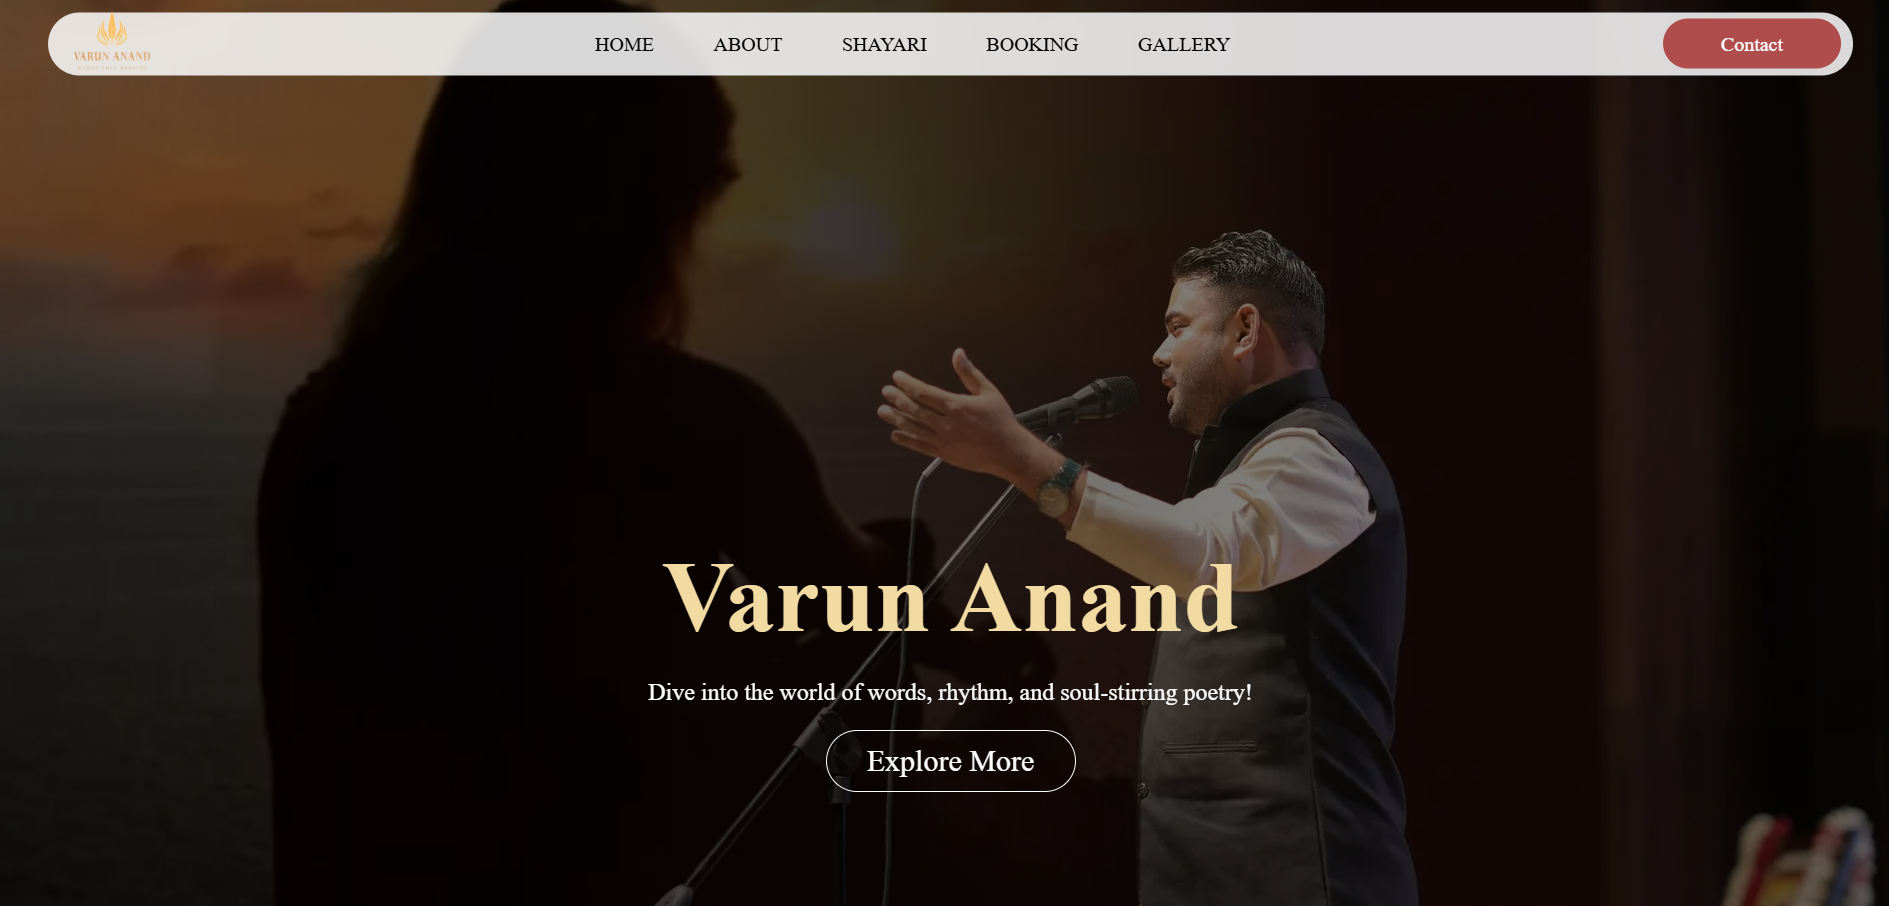 VARUN ANAND
HOME
ABOUT
SHAYARI
BOOKING
GALLERY
Contact
Varun Anand
Dive into the world of words, rhythm, and soul-stirring poetry!
Explore More